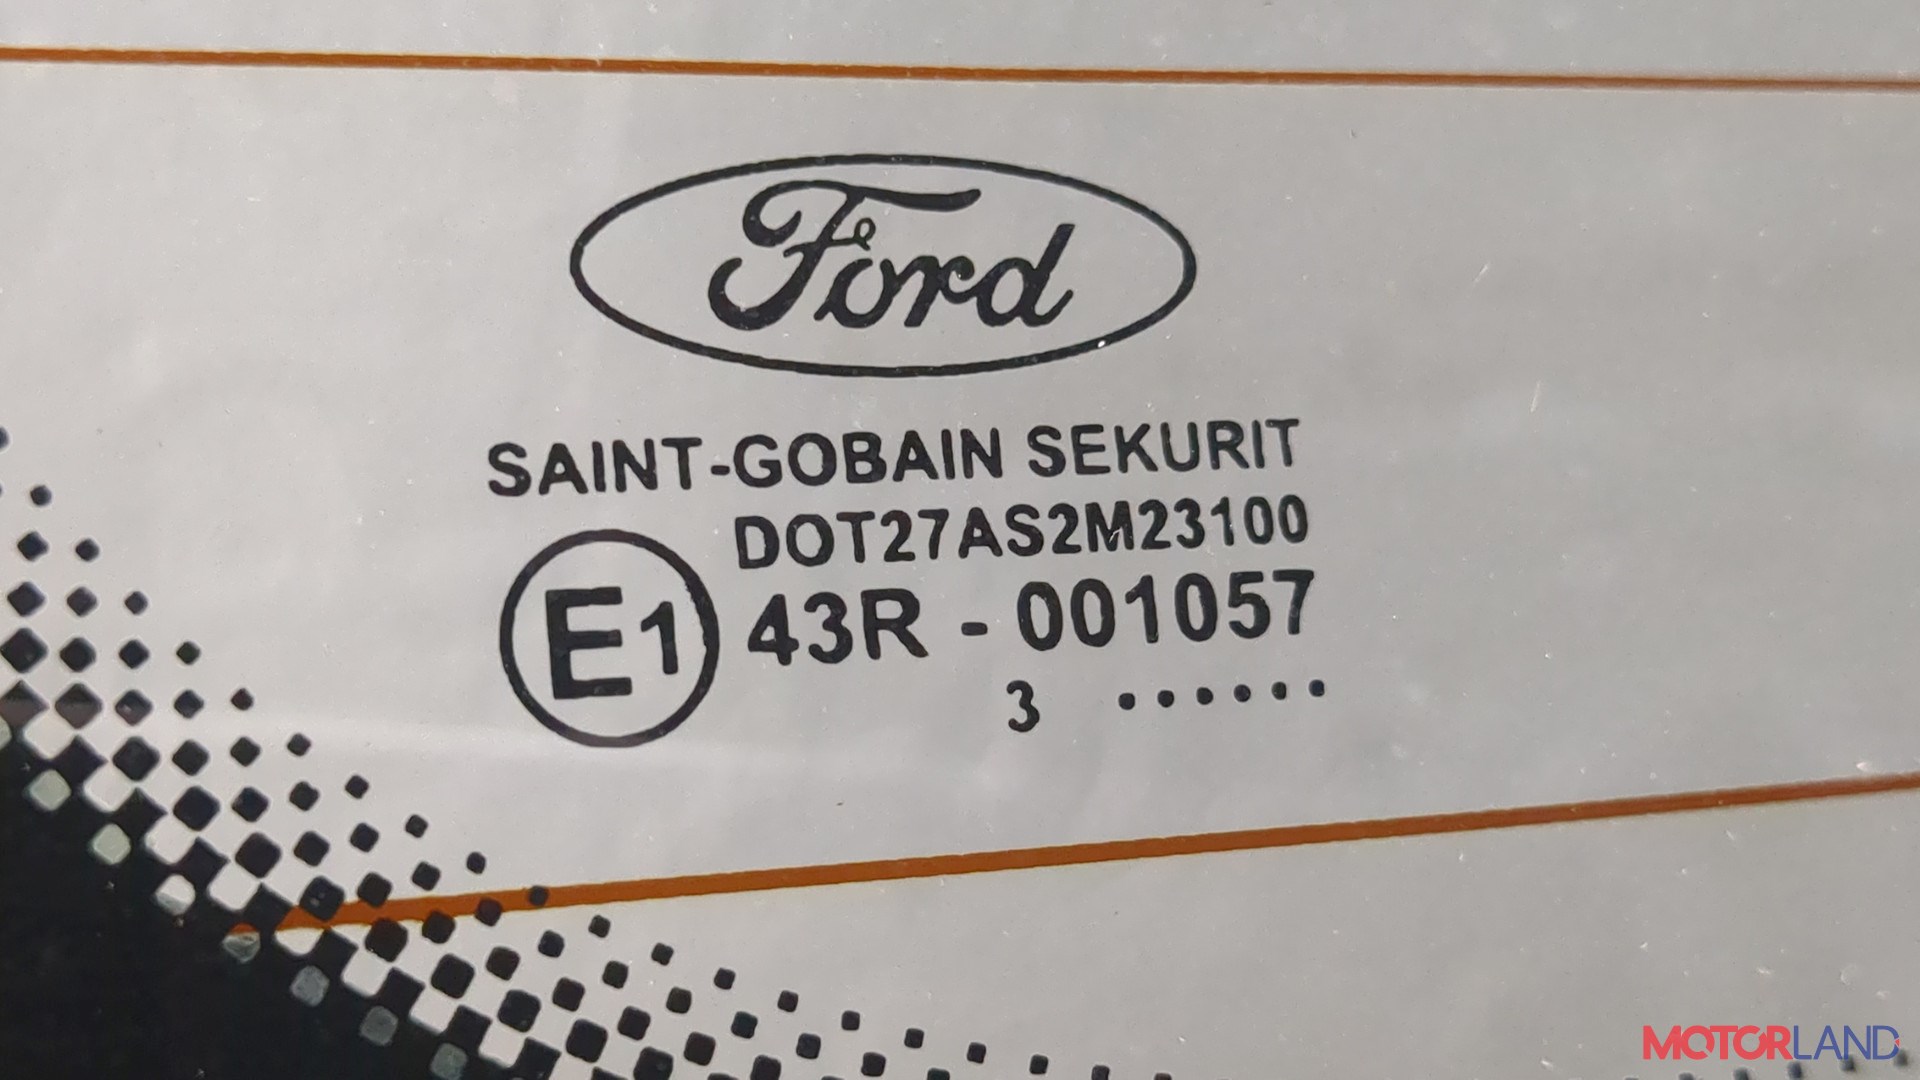 Ford
SAINT-GOBAIN SEKURIT
DOT27AS2M23100
E1 43R - 001057
3 ......
MOTORLAND